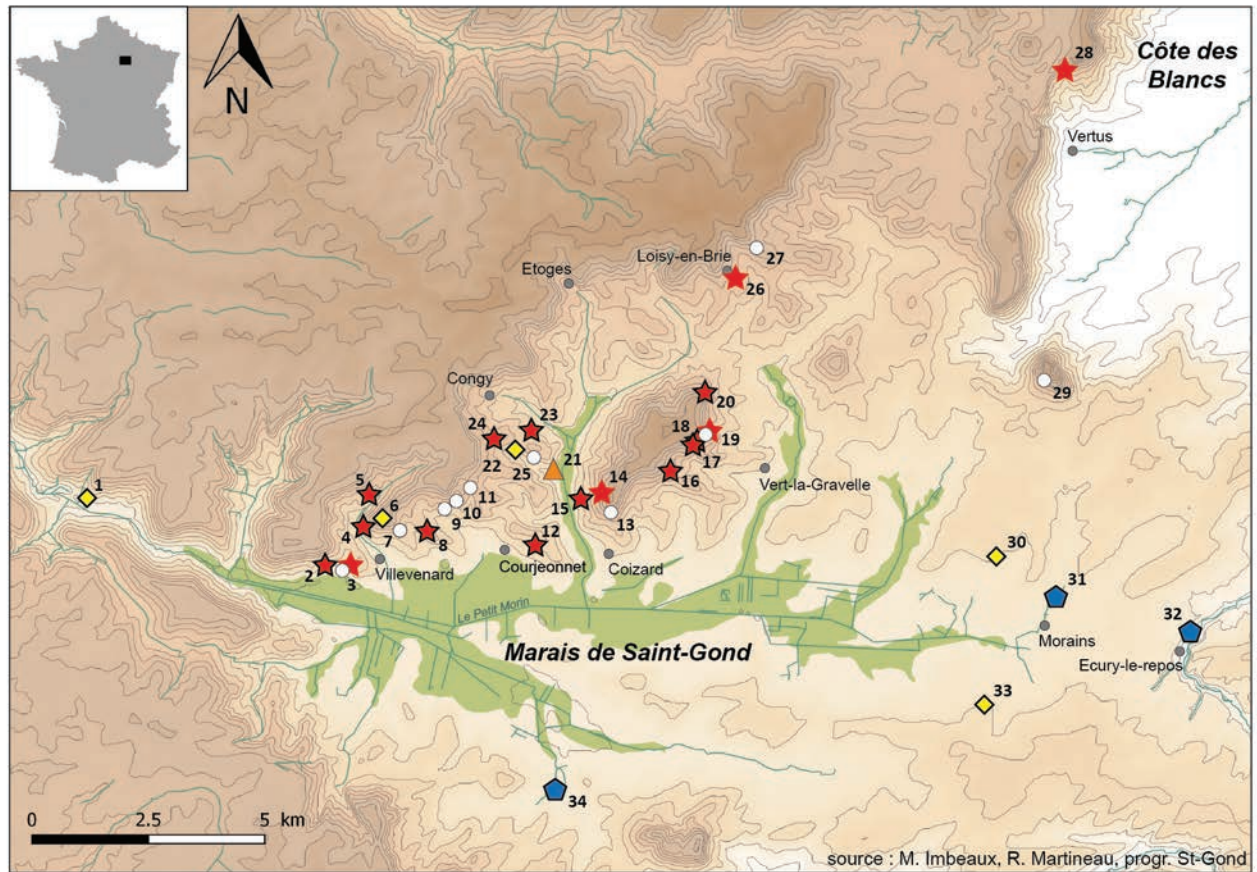 N
Côte des
Blancs
28
Vertus
27
Loisy-en-Brie
26
Etoges
29
Congy
20
23
24
18
19
22
25
21
17
14
16
Vert-la-Gravelle
1
5
11
15
6
10
13
4
9
7
8
12
30
2
3
Villevenard
Courjeonnet
Coizard
31
Le Petit Morin
32
Morains
Marais de Saint-Gond
Ecury-le-repos
33
34
0 2.5 5 km
source : M. Imbeaux, R. Martineau, progr. St-Gond